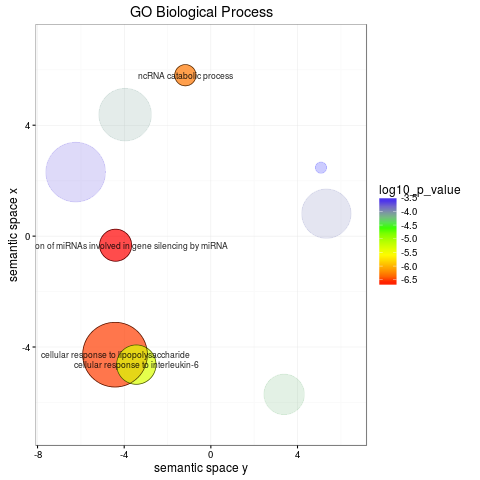 GO Biological Process
ncRNA catabolic process
on of miRNAs involved in gene silencing by miRNA
cellular response to lipopolysaccharide
cellular response to interleukin-6
semantic space x
4
0
-4
-8
-4
0
4
semantic space y
log10_p_value
-3.5
-4.0
-4.5
-5.0
-5.5
-6.0
-6.5